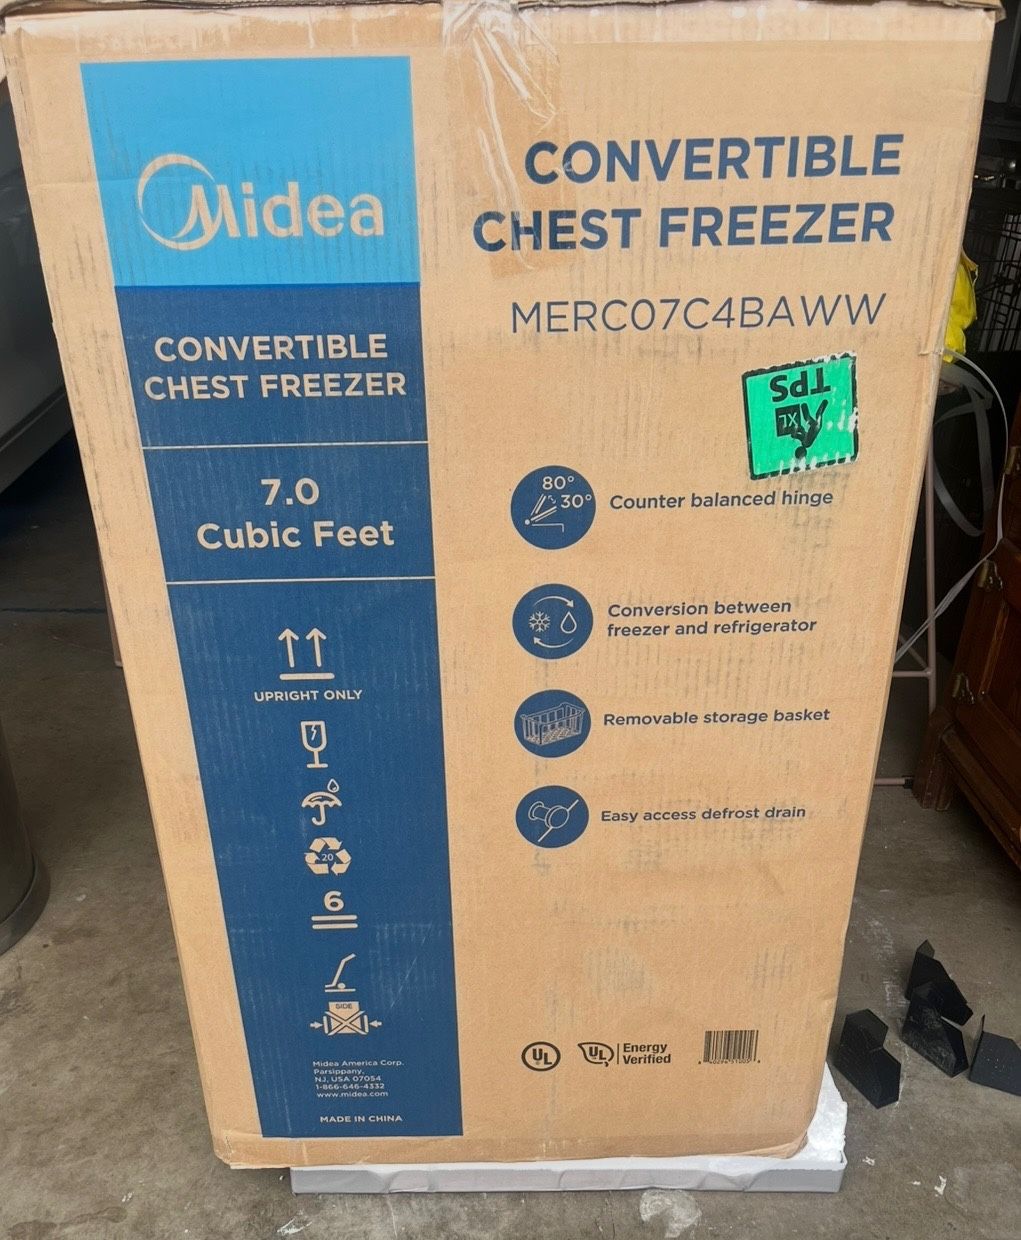 Midea
CONVERTIBLE
CHEST FREEZER
7.0
Cubic Feet
UPRIGHT ONLY
20
6
SIDE
Midea America Corp.
Parsippany,
NJ, USA 07054
1-866-646-4332
www.midea.com
MADE IN CHINA
CONVERTIBLE
CHEST FREEZER
MERC07C4BAWW
TPS
XL
80°
30°
Counter balanced hinge
Conversion between
freezer and refrigerator
Removable storage basket
Easy access defrost drain
UL
UL
Energy
Verified